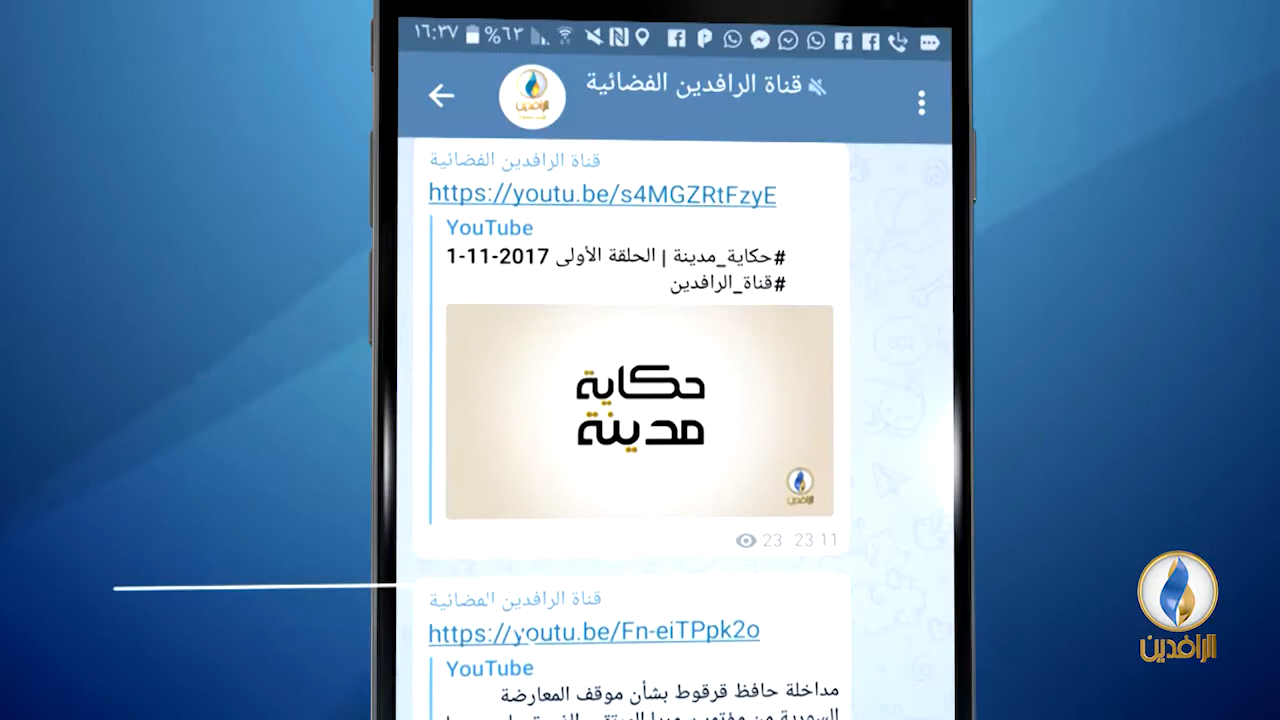 ١٦:٣٧ %٦٣
قناة الرافدين الفضائية
قناة الرافدين الفضائية
https://youtu.be/s4MGZRtFzyE
YouTube
#حكاية_مدينة | الحلقة الأولى 2017-11-1
#قناة_الرافدين
حكاية
مدينة
الرافدين
23 23 11
قناة الرافدين الفضائية
https://youtu.be/Fn-eiTPpk2o
YouTube
مداخلة حافظ قرقوط بشأن موقف المعارضة
الرافدين